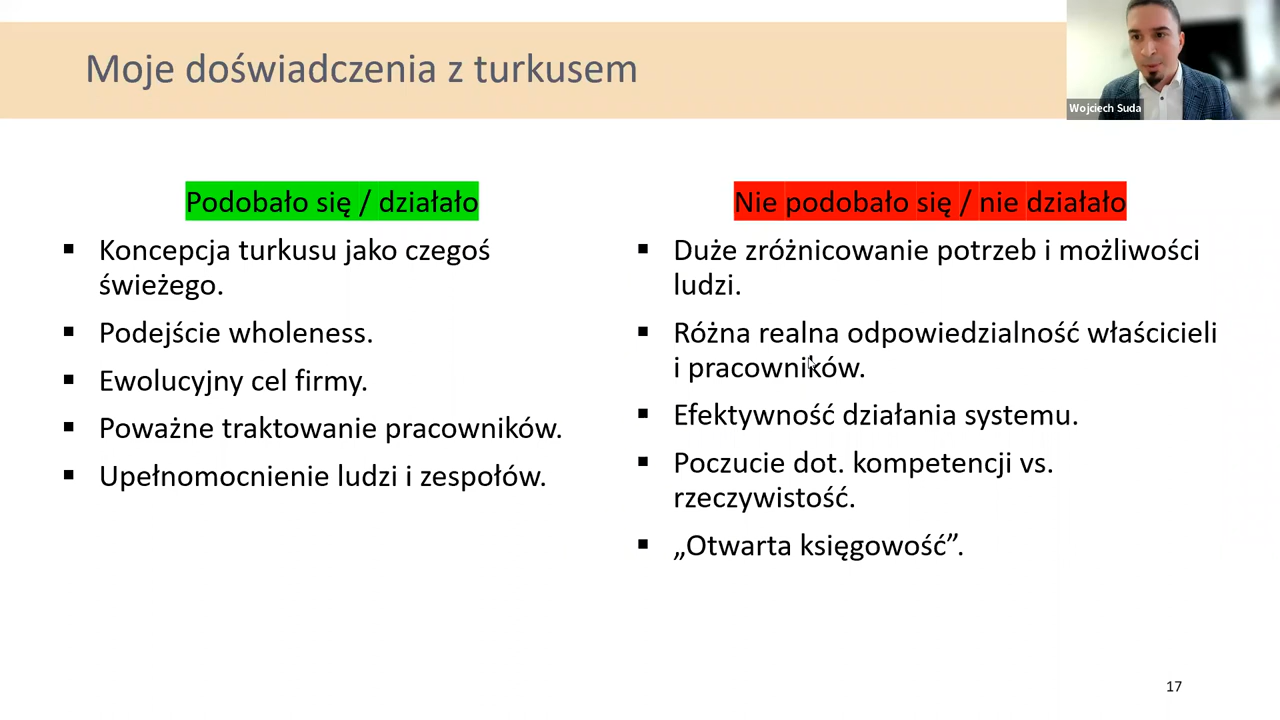 Moje doświadczenia z turkusem
Wojciech Suda
Podobało się / działało
▪ Koncepcja turkusu jako czegoś
świeżego.
▪ Podejście wholeness.
▪ Ewolucyjny cel firmy.
▪ Poważne traktowanie pracowników.
▪ Upełnomocnienie ludzi i zespołów.
Nie podobało się / nie działało
▪ Duże zróżnicowanie potrzeb i możliwości
ludzi.
▪ Różna realna odpowiedzialność właścicieli
i pracowników.
▪ Efektywność działania systemu.
▪ Poczucie dot. kompetencji vs.
rzeczywistość.
▪ „Otwarta księgowość”.
17